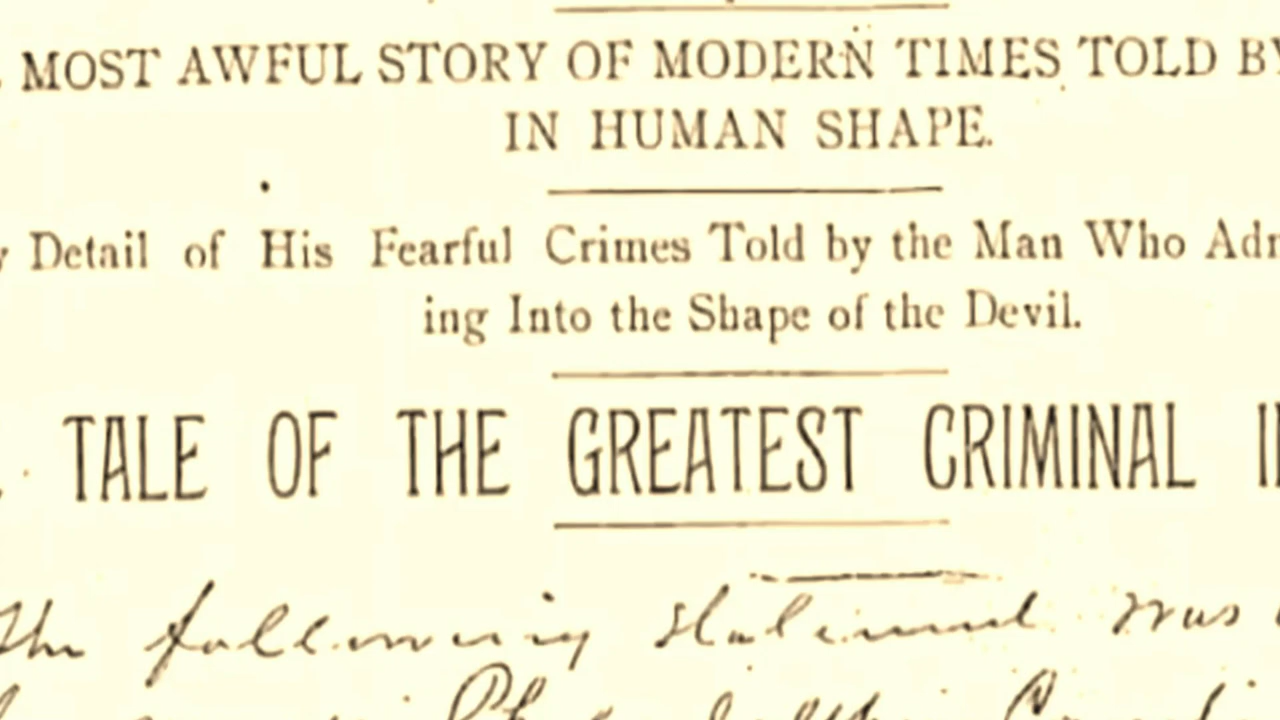 MOST AWFUL STORY OF MODERN TIMES TOLD BY
IN HUMAN SHAPE.
Detail of His Fearful Crimes Told by the Man Who
ing Into the Shape of the Devil.
TALE OF THE GREATEST CRIMINAL
The following statement was